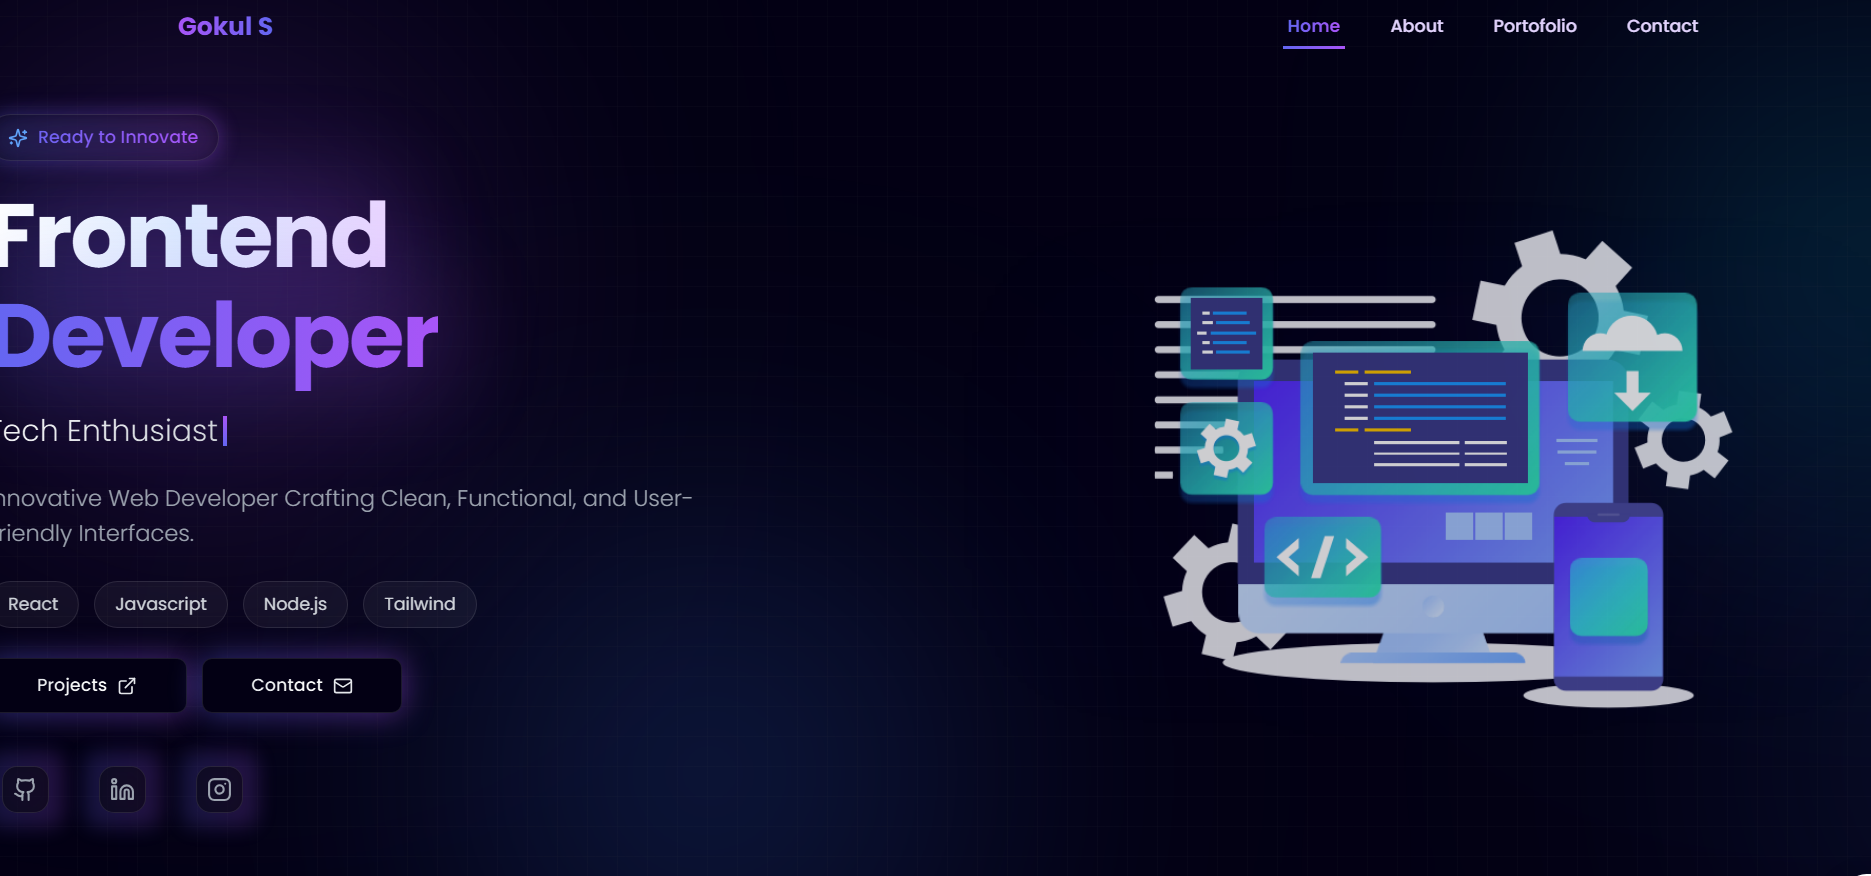 Gokul S
Home About Portofolio Contact
Ready to Innovate
Frontend
Developer
Tech Enthusiast
nnovative Web Developer Crafting Clean, Functional, and User-
riendly Interfaces.
React Javascript Node.js Tailwind
Projects Contact
</>